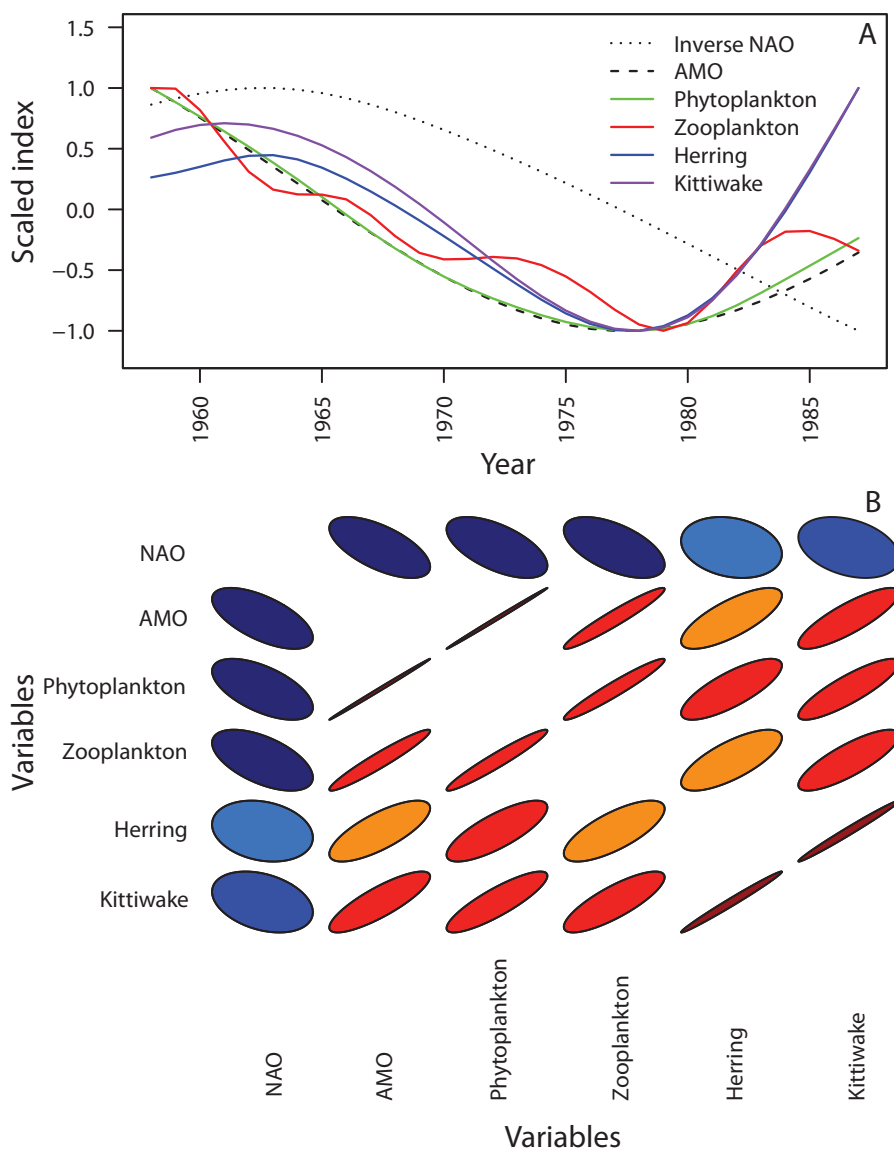 A
1.5
1.0
0.5
0.0
−0.5
−1.0
Scaled index
Inverse NAO
AMO
Phytoplankton
Zooplankton
Herring
Kittiwake
1960
1965
1970
1975
1980
1985
Year
B
Variables
NAO
AMO
Phytoplankton
Zooplankton
Herring
Kittiwake
NAO
AMO
Phytoplankton
Zooplankton
Herring
Kittiwake
Variables